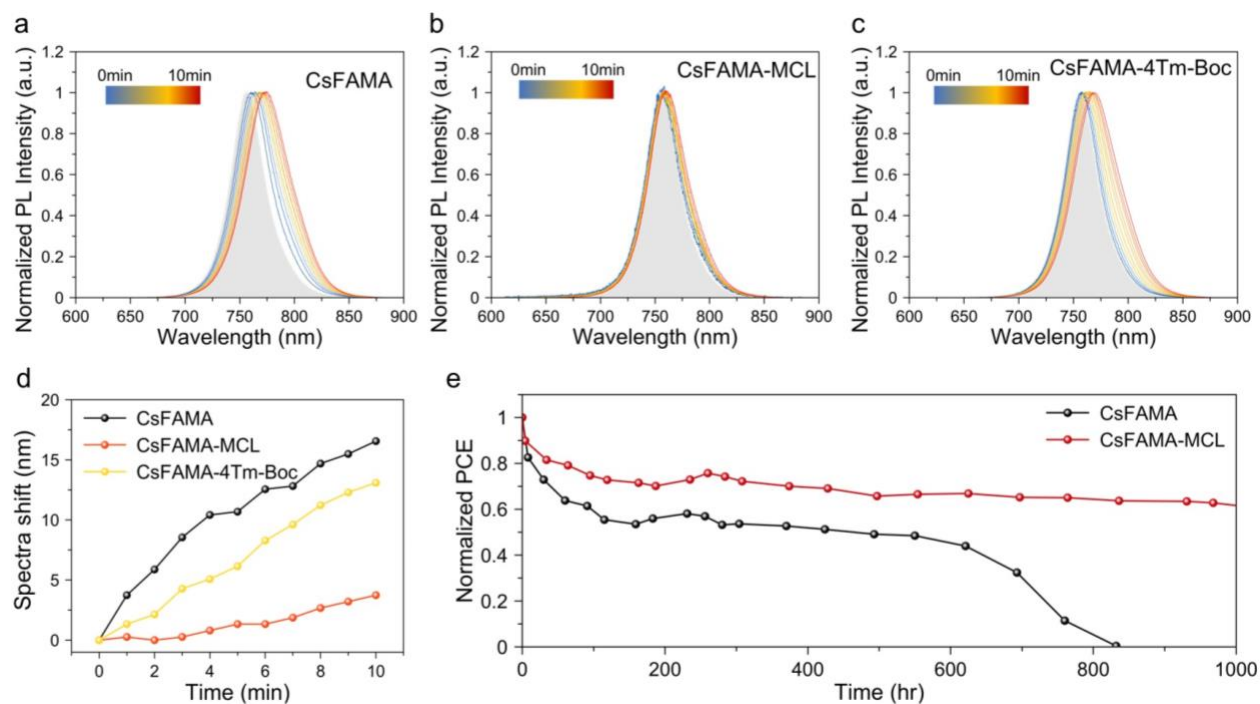 a
1.2
1
0.8
0.6
0.4
0.2
0
Normalized PL Intensity (a.u.)
0min 10min
CsFAMA
600 650 700 750 800 850 900
Wavelength (nm)
b
1.2
1
0.8
0.6
0.4
0.2
0
Normalized PL Intensity (a.u.)
0min 10min
CsFAMA-MCL
600 650 700 750 800 850 900
Wavelength (nm)
c
1.2
1
0.8
0.6
0.4
0.2
0
Normalized PL Intensity (a.u.)
0min 10min
CsFAMA-4Tm-Boc
600 650 700 750 800 850 900
Wavelength (nm)
d
20
15
10
5
0
Spectra shift (nm)
CsFAMA
CsFAMA-MCL
CsFAMA-4Tm-Boc
0 2 4 6 8 10
Time (min)
e
1
0.8
0.6
0.4
0.2
0
Normalized PCE
CsFAMA
CsFAMA-MCL
0 200 400 600 800 1000
Time (hr)